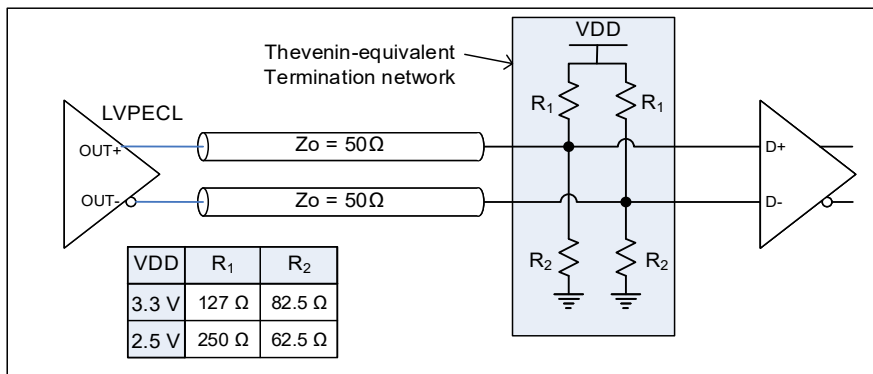 VDD
Thevenin-equivalent
Termination network
R1 R1
LVPECL
OUT+
Zo = 50Ω
D+
OUT-
Zo = 50Ω
D-
R2 R2
VDD R1 R2
3.3 V 127 Ω 82.5 Ω
2.5 V 250 Ω 62.5 Ω